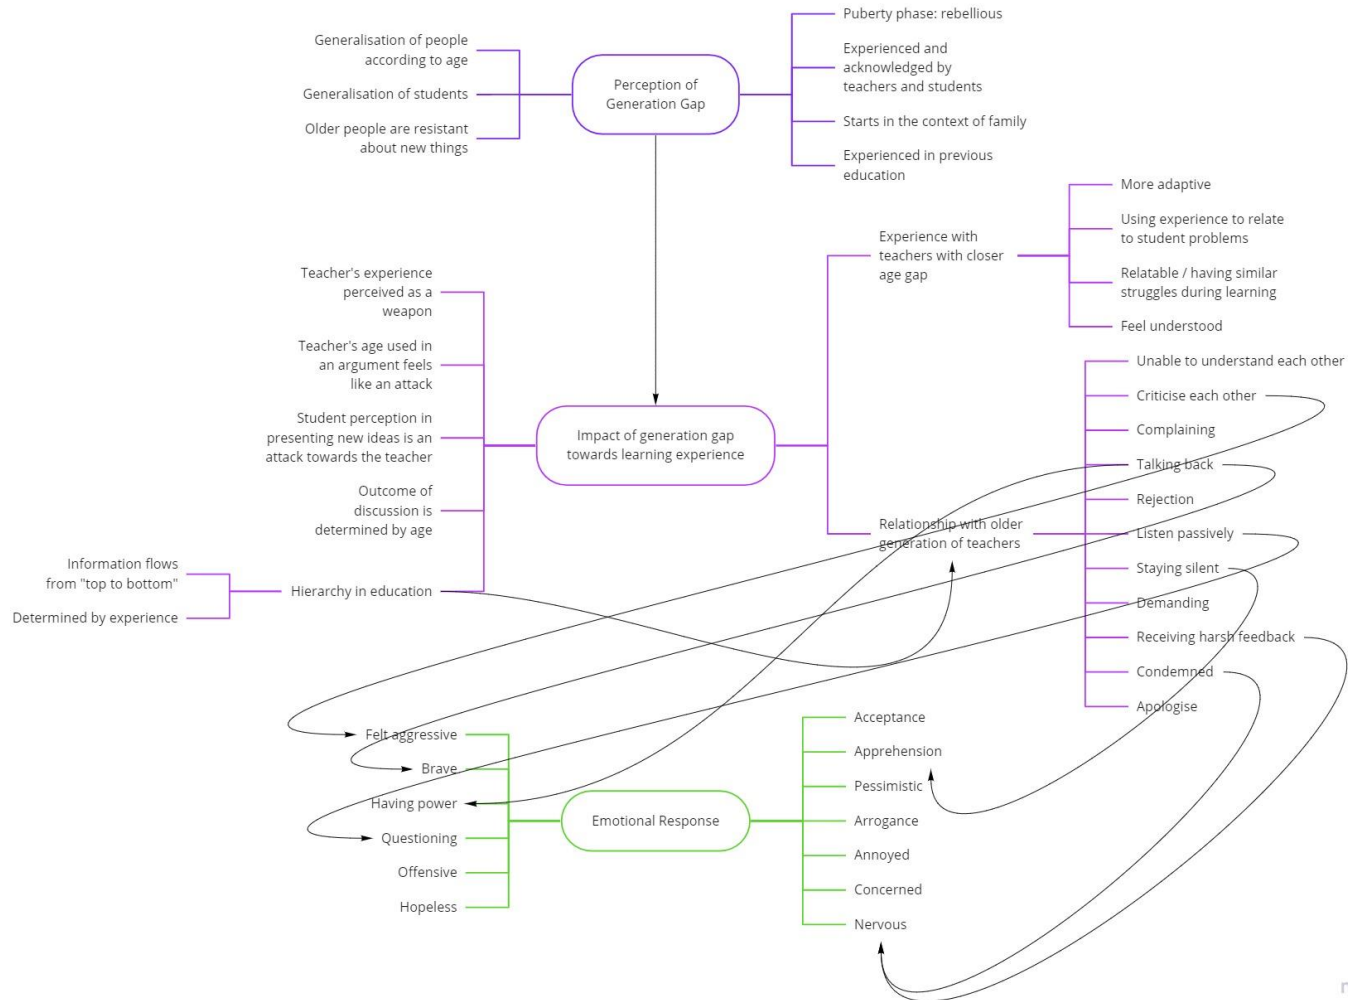 Generalisation of people
according to age
Generalisation of students
Older people are resistant
about new things
Perception of
Generation Gap
Puberty phase: rebellious
Experienced and
acknowledged by
teachers and students
Starts in the context of family
Experienced in previous
education
Teacher's experience
perceived as a
weapon
Teacher's age used in
an argument feels
like an attack
Student perception in
presenting new ideas is an
attack towards the teacher
Outcome of
discussion is
determined by age
Hierarchy in education
Information flows
from "top to bottom"
Determined by experience
Impact of generation gap
towards learning experience
Experience with
teachers with closer
age gap
More adaptive
Using experience to relate
to student problems
Relatable / having similar
struggles during learning
Feel understood
Relationship with older
generation of teachers
Unable to understand each other
Criticise each other
Complaining
Talking back
Rejection
Listen passively
Staying silent
Demanding
Receiving harsh feedback
Condemned
Apologise
Felt aggressive
Brave
Having power
Questioning
Offensive
Hopeless
Emotional Response
Acceptance
Apprehension
Pessimistic
Arrogance
Annoyed
Concerned
Nervous